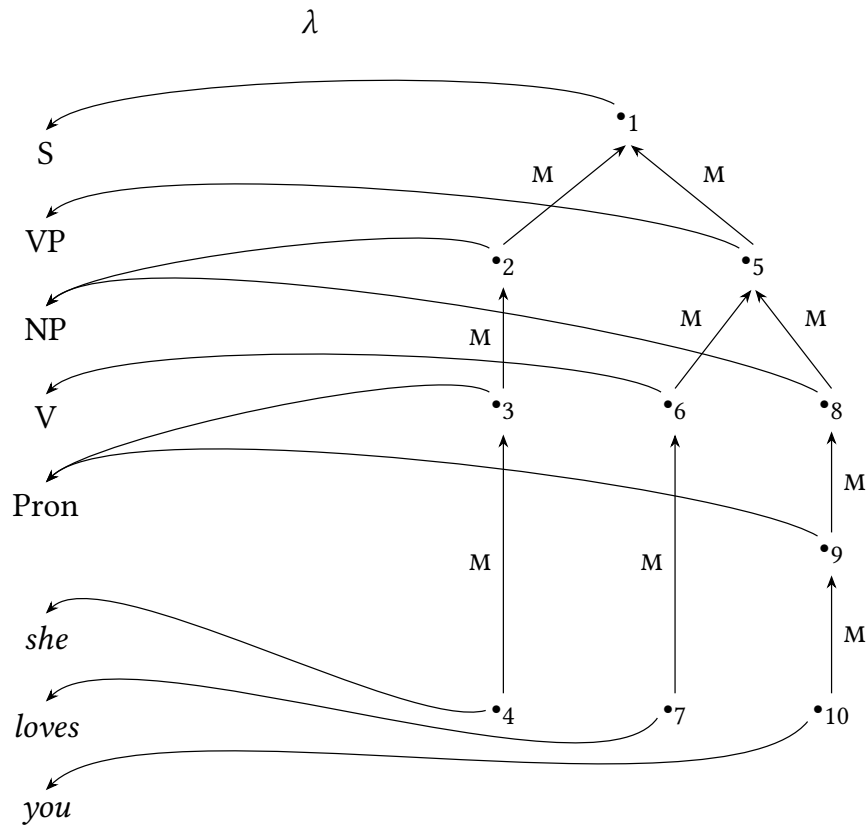 λ
•1
S
M M
VP
•2 •5
NP
M M M
•3 •6 •8
V
M
Pron
•9
M M
she
M
•4 •7 •10
loves
you